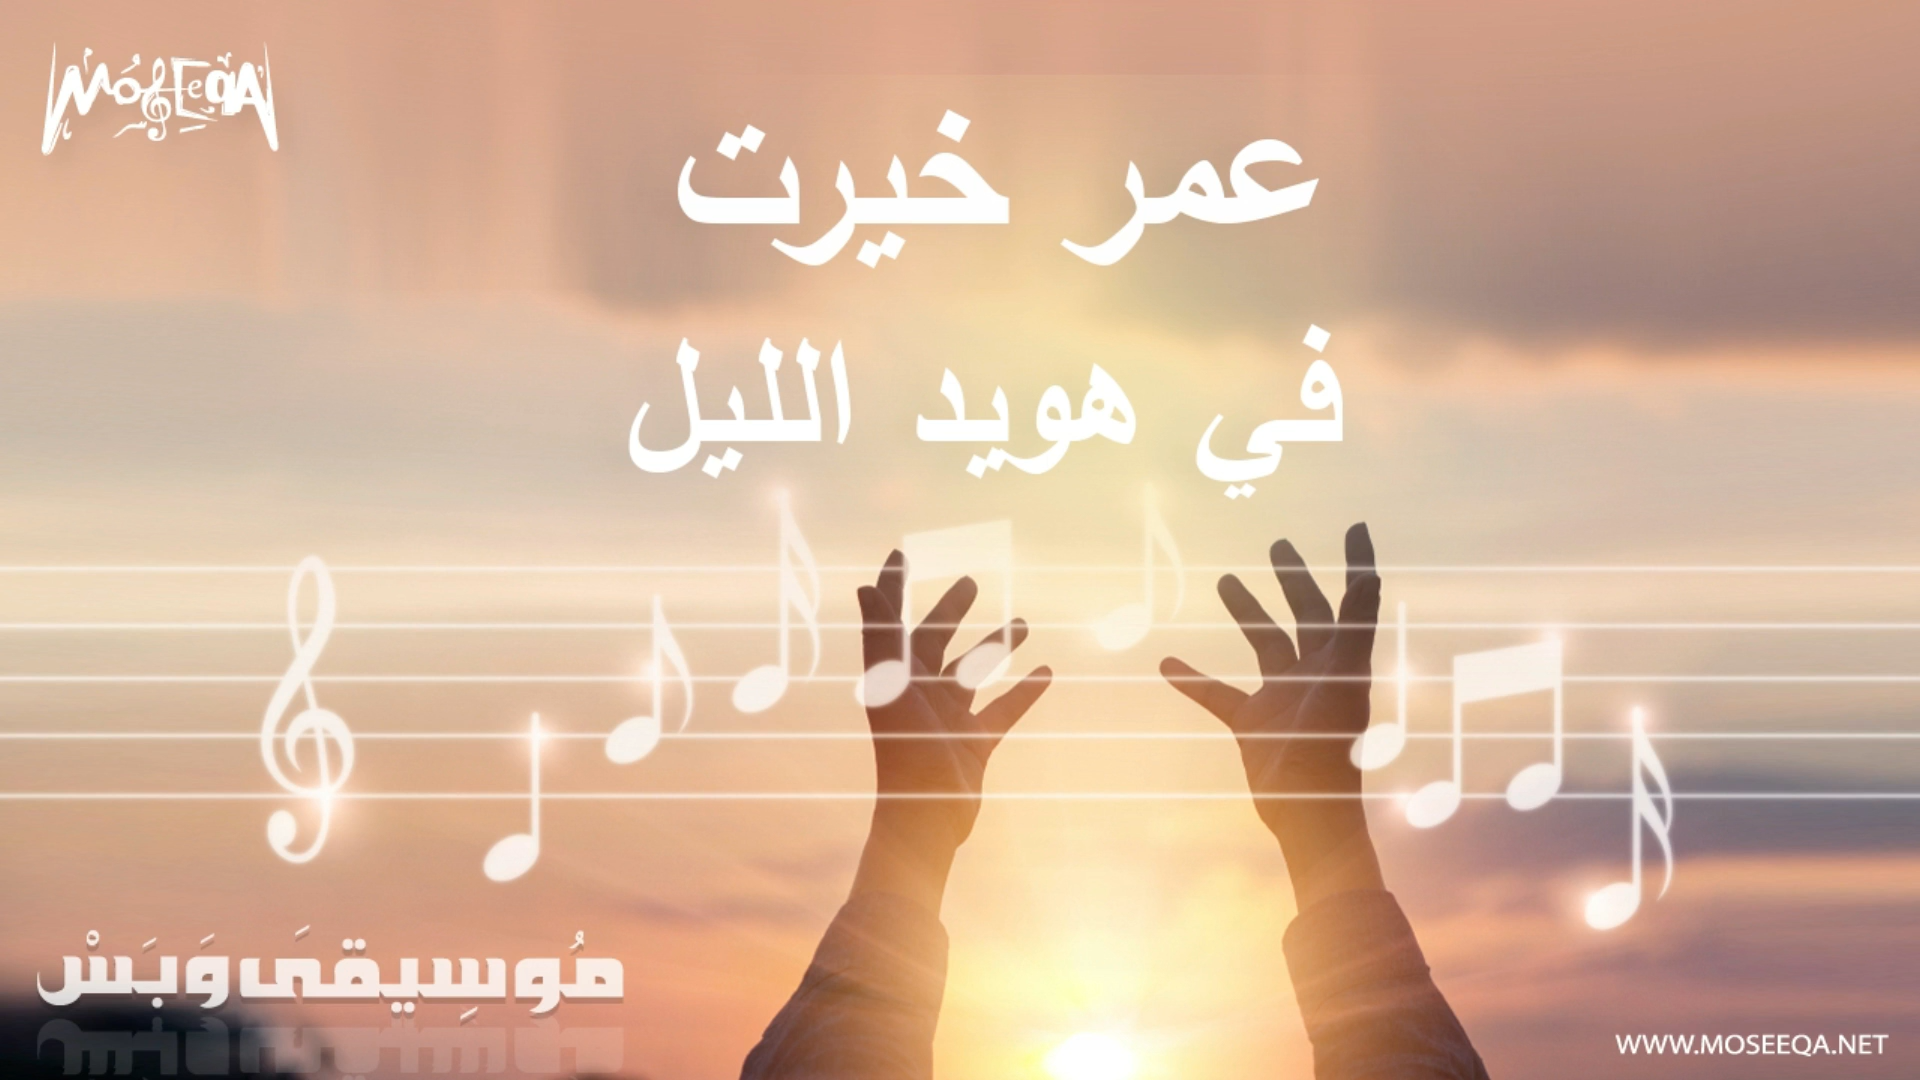 MOSEEQA
عمر خيرت
في هويد الليل
مُوسِيقَى وَبَسْ
WWW.MOSEEQA.NET